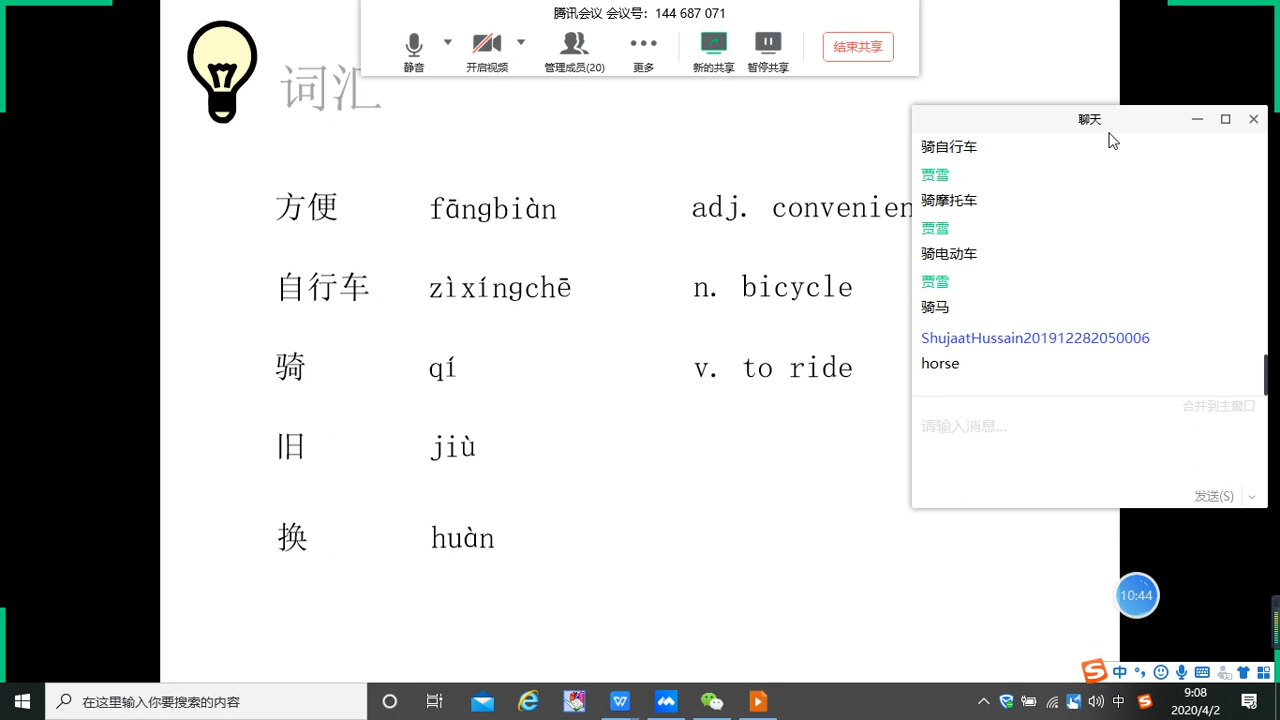 腾讯会议 会议号：144 687 071
静音 开启视频 管理成员(20) 更多 新的共享 暂停共享 结束共享
词汇
聊天
骑自行车
贾雪
骑摩托车
贾雪
骑电动车
贾雪
骑马
ShujaatHussain201912282050006
horse
合并到主窗口
请输入消息...
发送(S)
方便 fāngbiàn adj. convenien
自行车 zìxíngchē n. bicycle
骑 qí v. to ride
旧 jiù
换 huàn
10:44
中
在这里输入你要搜索的内容
中
9:08
2020/4/2